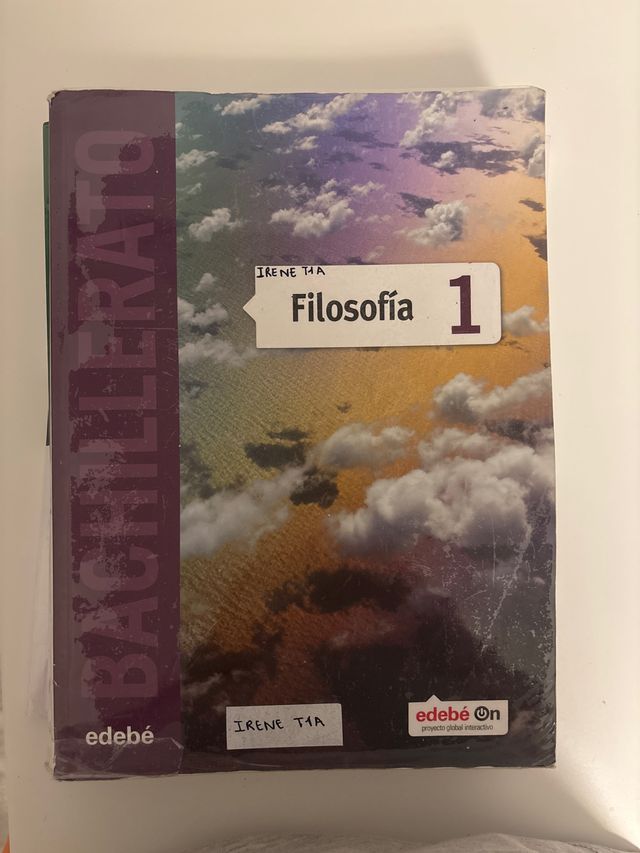 BACHILLERATO
IRENE T1A
Filosofía 1
IRENE T1A
edebé On
proyecto global interactivo
edebé